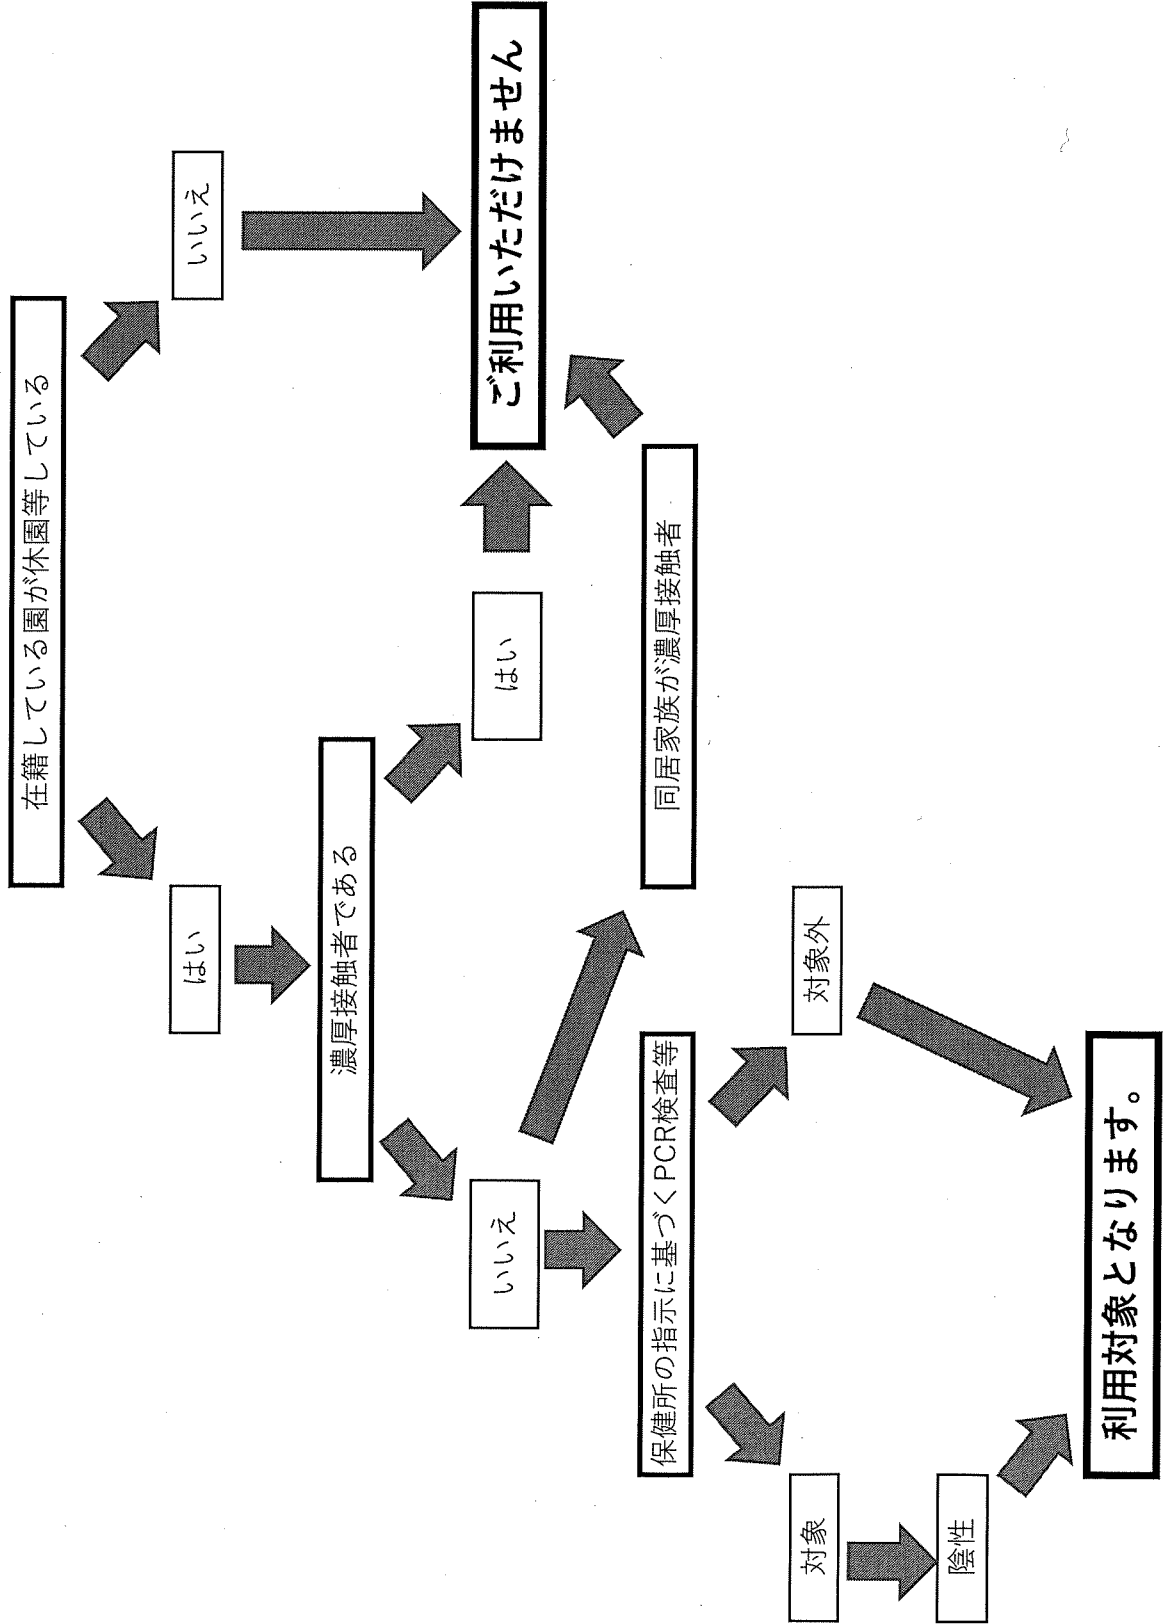 在籍している園が休園等している
はい
いいえ
濃厚接触者である
いいえ
はい
ご利用いただけません
保健所の指示に基づくPCR検査等
同居家族が濃厚接触者
対象
対象外
陰性
利用対象となります。